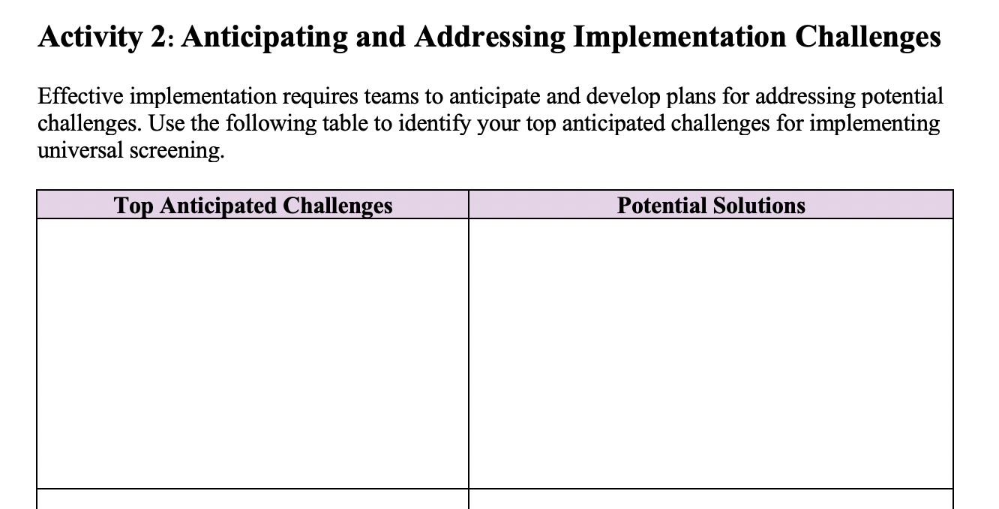 Activity 2: Anticipating and Addressing Implementation Challenges
Effective implementation requires teams to anticipate and develop plans for addressing potential
challenges. Use the following table to identify your top anticipated challenges for implementing
universal screening.
Top Anticipated Challenges
Potential Solutions